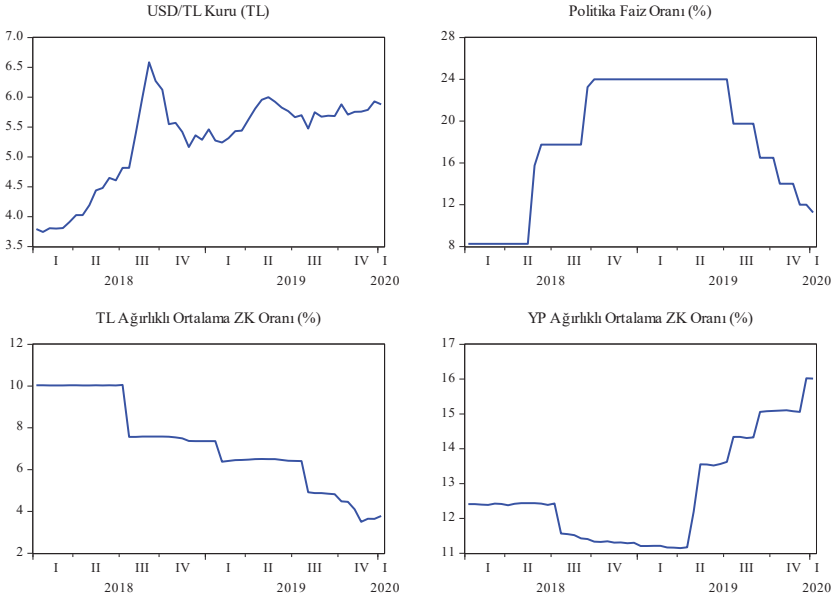 USD/TL Kuru (TL)
7.0
6.5
6.0
5.5
5.0
4.5
4.0
3.5
I II III IV I II III IV I
2018 2019 2020
Politika Faiz Oranı (%)
28
24
20
16
12
8
I II III IV I II III IV I
2018 2019 2020
TL Ağırlıklı Ortalama ZK Oranı (%)
12
10
8
6
4
2
I II III IV I II III IV I
2018 2019 2020
YP Ağırlıklı Ortalama ZK Oranı (%)
17
16
15
14
13
12
11
I II III IV I II III IV I
2018 2019 2020